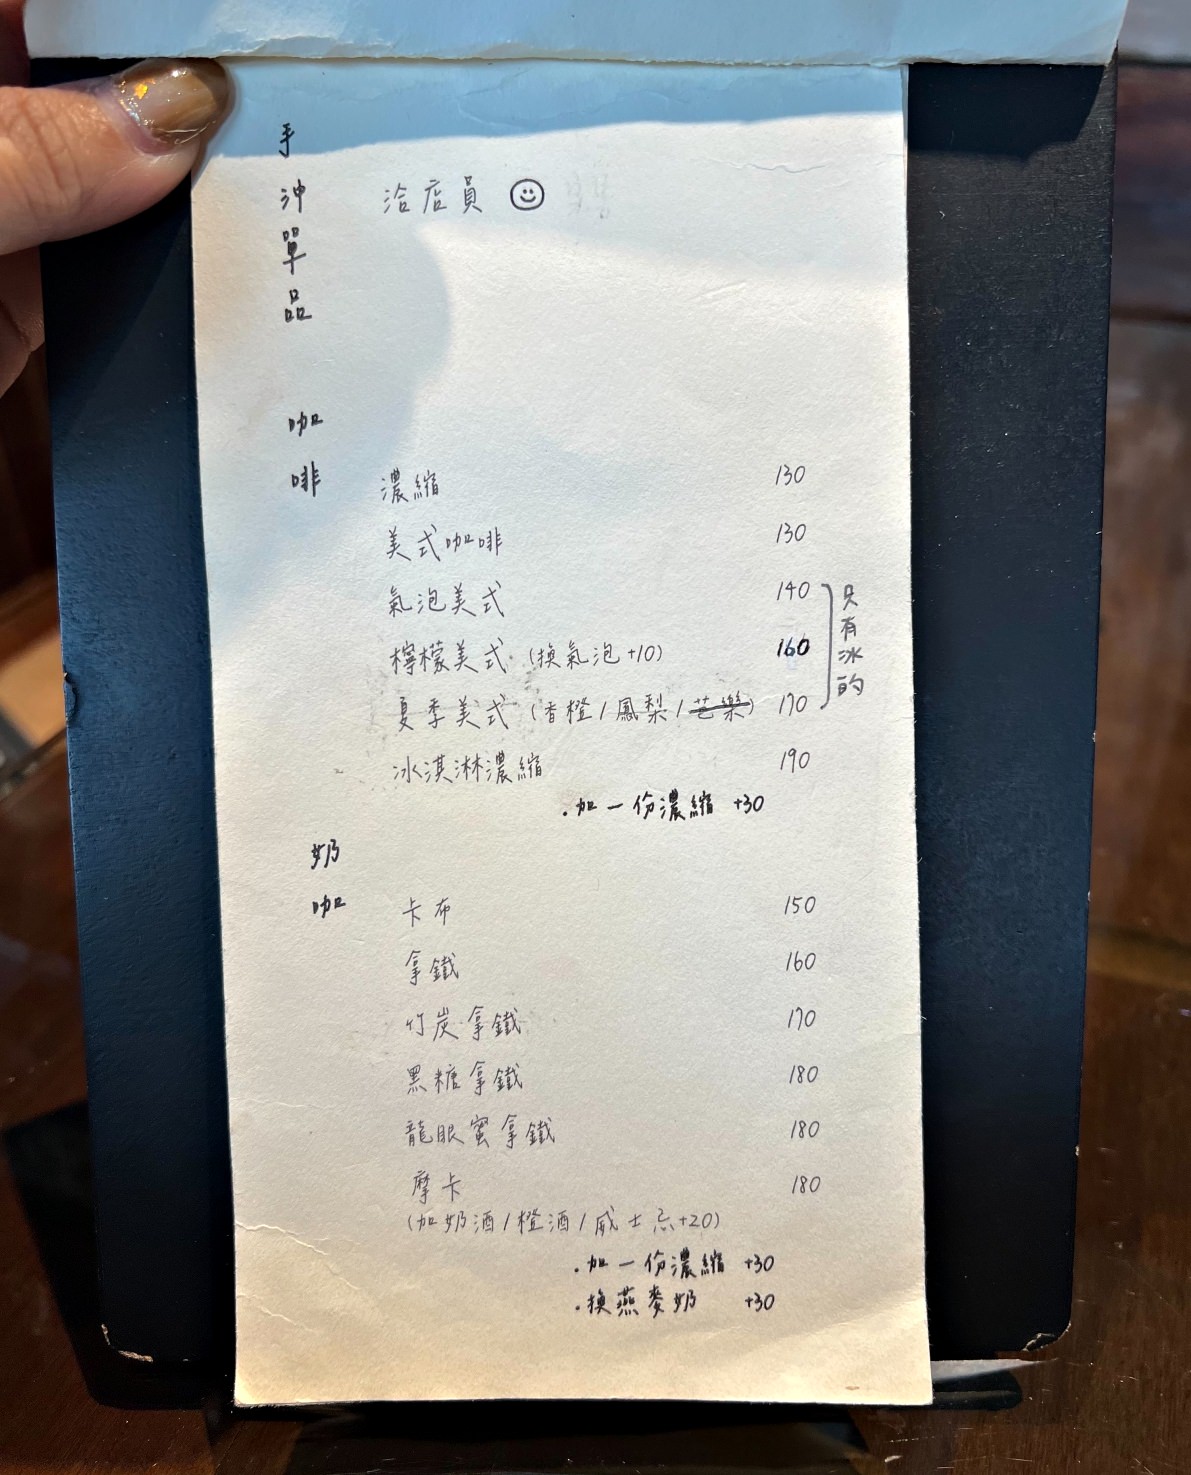 手沖單品
洽店員
咖啡
濃縮 130
美式咖啡 130
氣泡美式 140
檸檬美式 (換氣泡+10) 160
夏季美式 (香橙/鳳梨/芭樂) 170
只有冰的
冰淇淋濃縮 190
·加一份濃縮 +30
奶咖
卡布 150
拿鐵 160
竹炭拿鐵 170
黑糖拿鐵 180
龍眼蜜拿鐵 180
摩卡 180
(加奶酒/橙酒/威士忌+20)
·加一份濃縮 +30
·換燕麥奶 +30